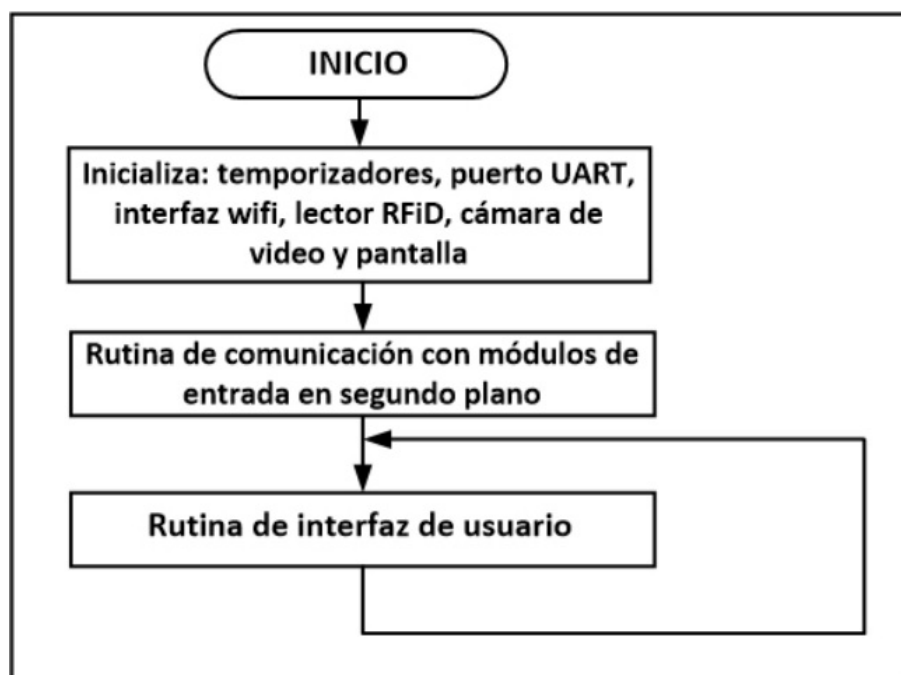 INICIO
Inicializa: temporizadores, puerto UART,
interfaz wifi, lector RFiD, cámara de
video y pantalla
Rutina de comunicación con módulos de
entrada en segundo plano
Rutina de interfaz de usuario